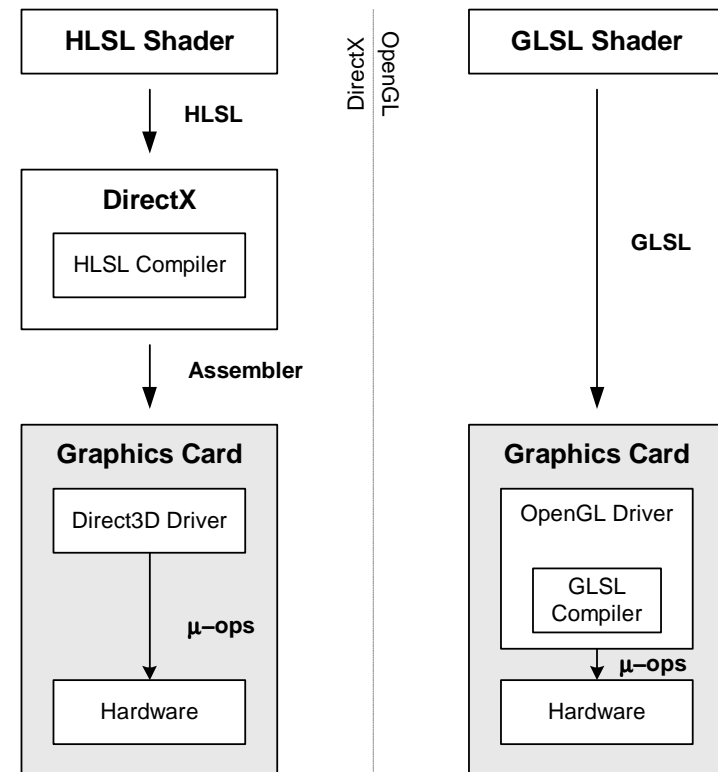 HLSL Shader
HLSL
DirectX
HLSL Compiler
Assembler
Graphics Card
Direct3D Driver
μ–ops
Hardware
DirectX
OpenGL
GLSL Shader
GLSL
Graphics Card
OpenGL Driver
GLSL
Compiler
μ–ops
Hardware